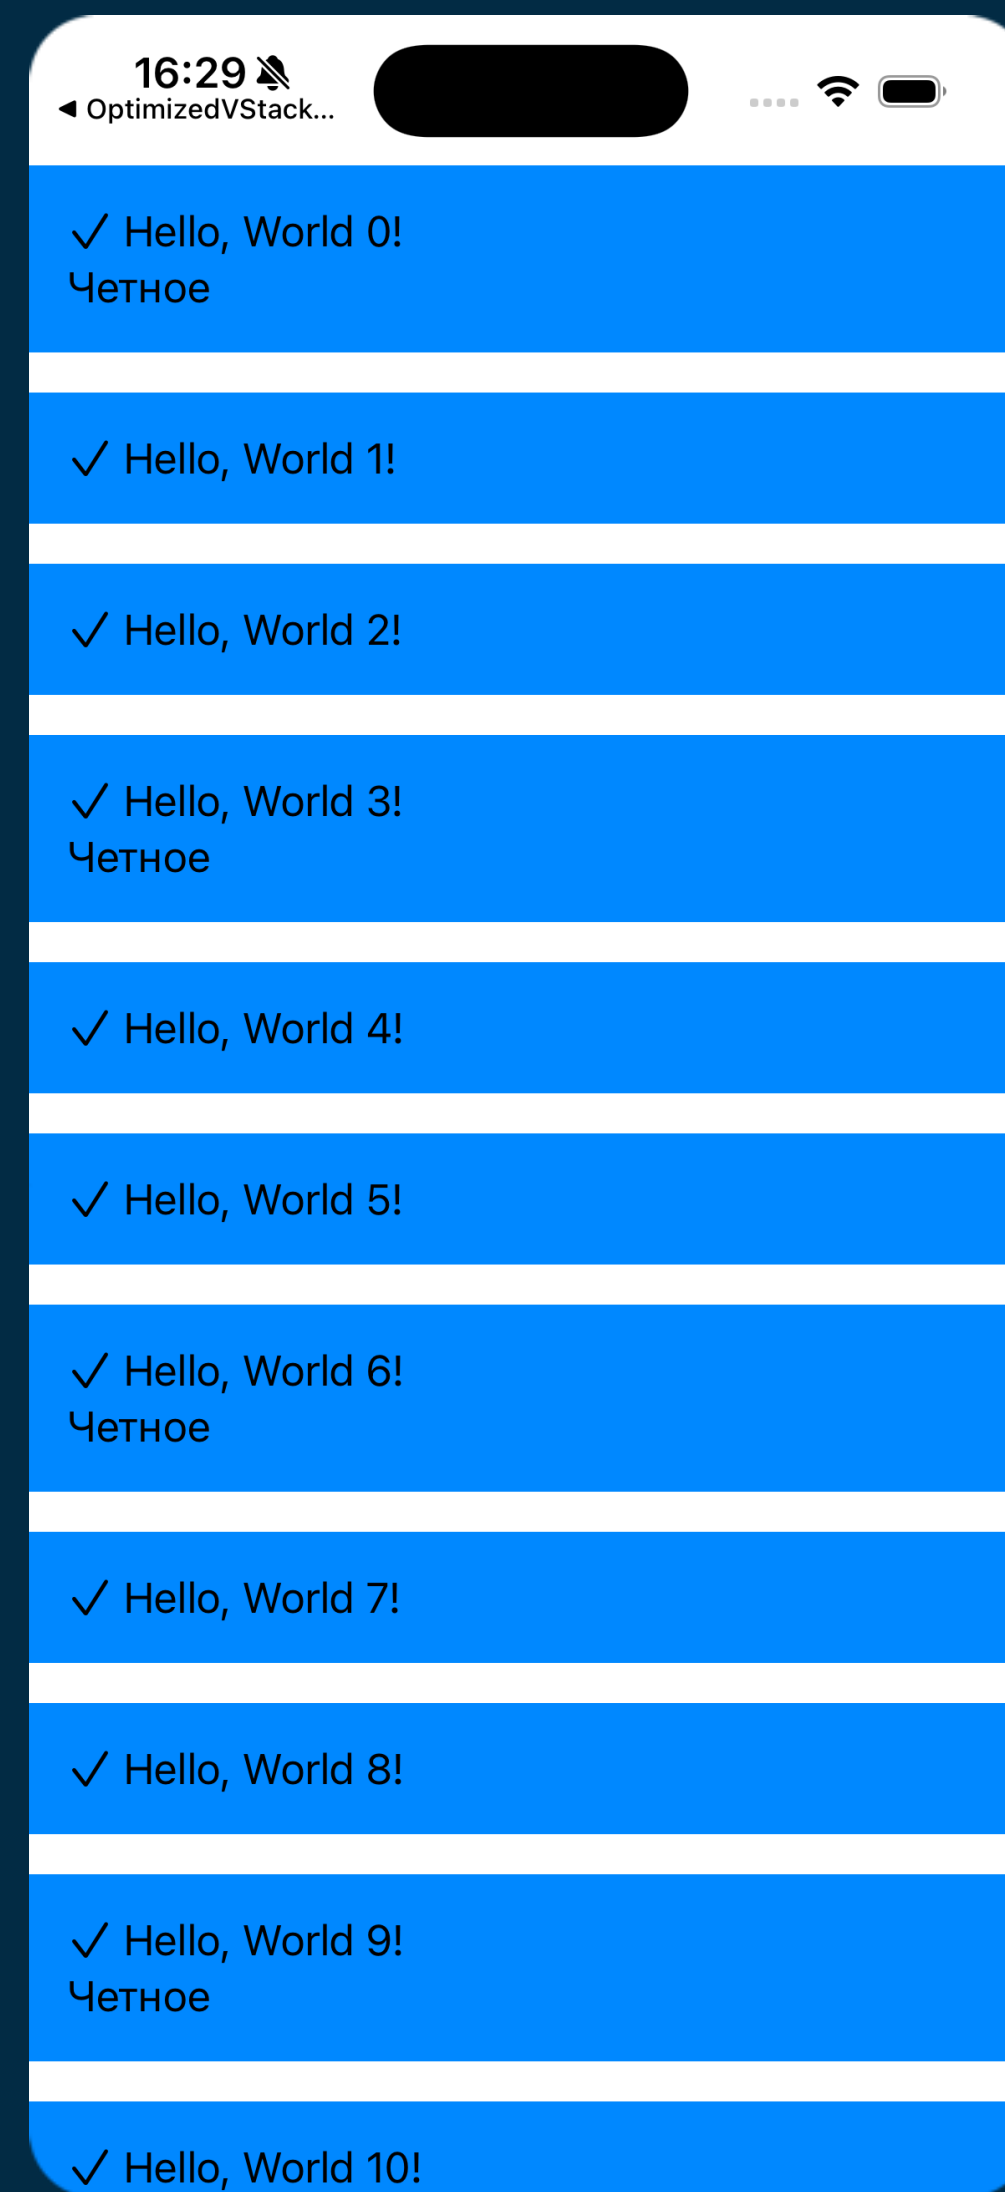 16:29
◀ OptimizedVStack...
✓ Hello, World 0!
Четное
✓ Hello, World 1!
✓ Hello, World 2!
✓ Hello, World 3!
Четное
✓ Hello, World 4!
✓ Hello, World 5!
✓ Hello, World 6!
Четное
✓ Hello, World 7!
✓ Hello, World 8!
✓ Hello, World 9!
Четное
✓ Hello, World 10!